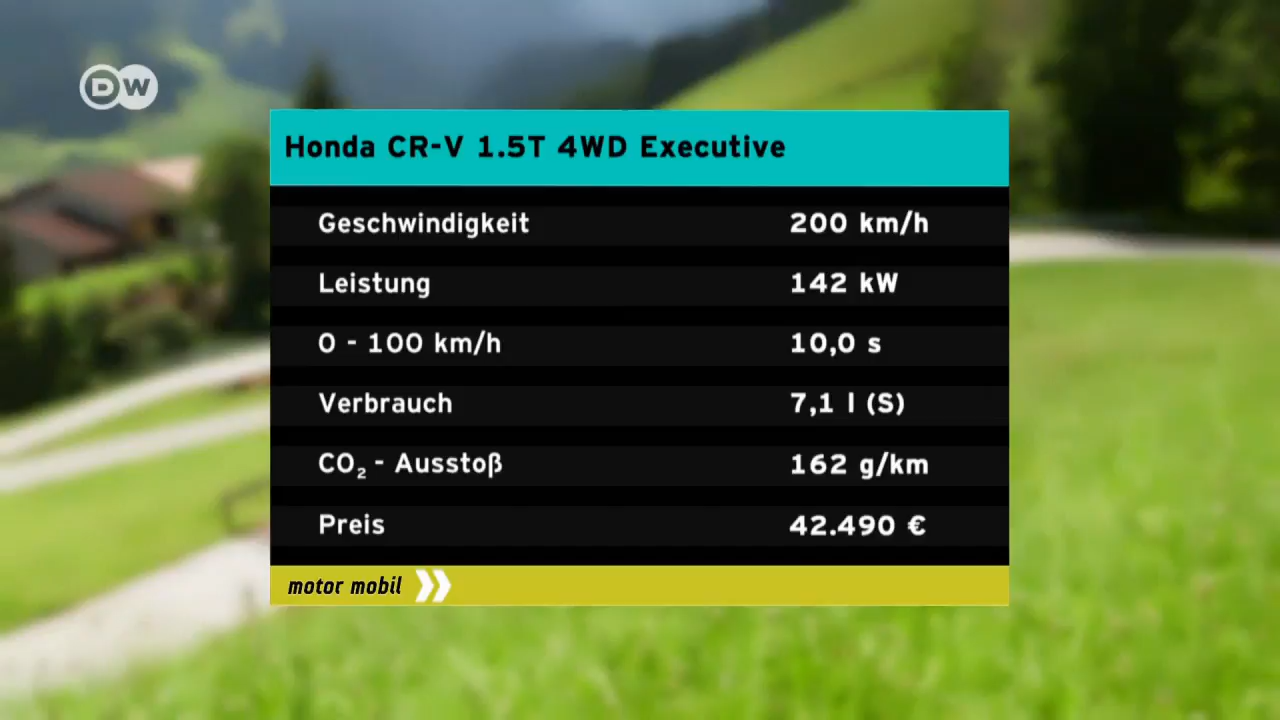 DW
Honda CR-V 1.5T 4WD Executive
Geschwindigkeit 200 km/h
Leistung 142 kW
0 - 100 km/h 10,0 s
Verbrauch 7,1 l (S)
CO₂ - Ausstoß 162 g/km
Preis 42.490 €
motor mobil